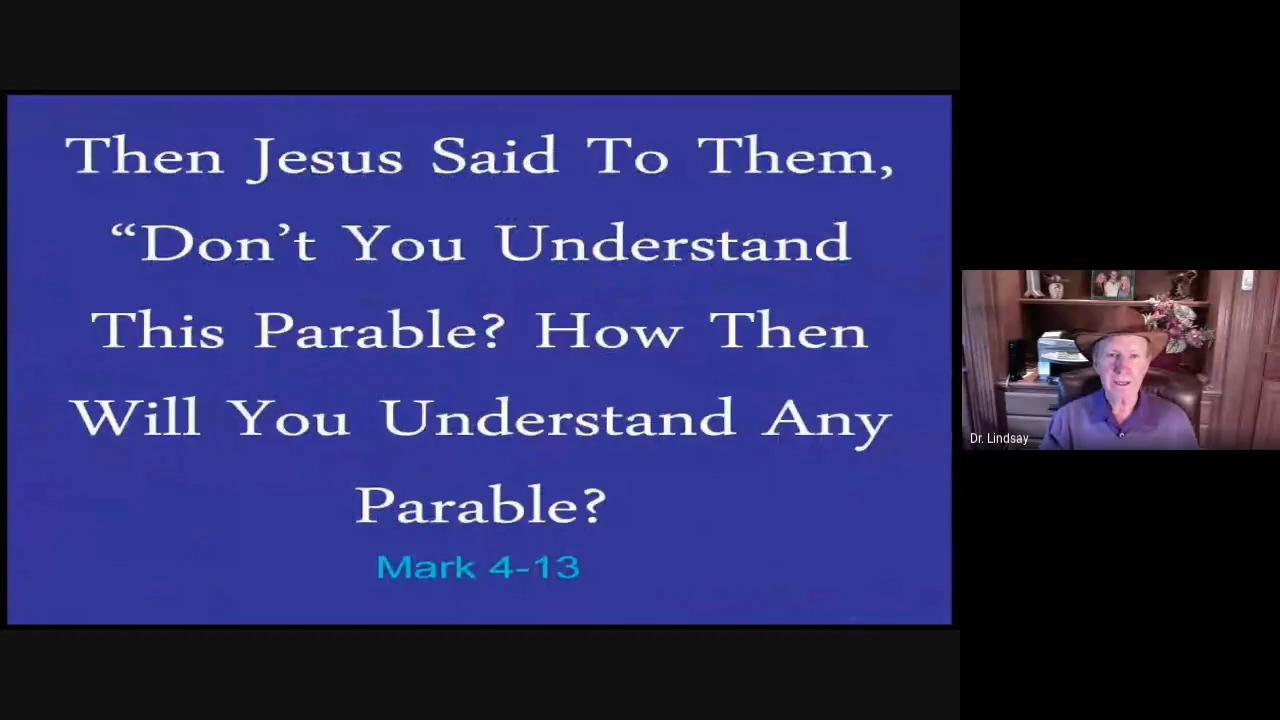 Then Jesus Said To Them,
“Don’t You Understand
This Parable? How Then
Will You Understand Any
Parable?
Mark 4-13
Dr. Lindsay